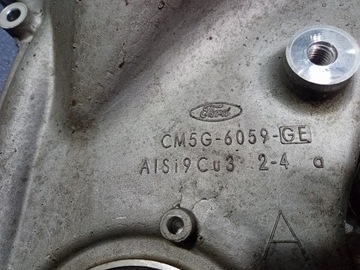 Ford
CM5G-6059-GE
AlSi9Cu3 2-4 a
A